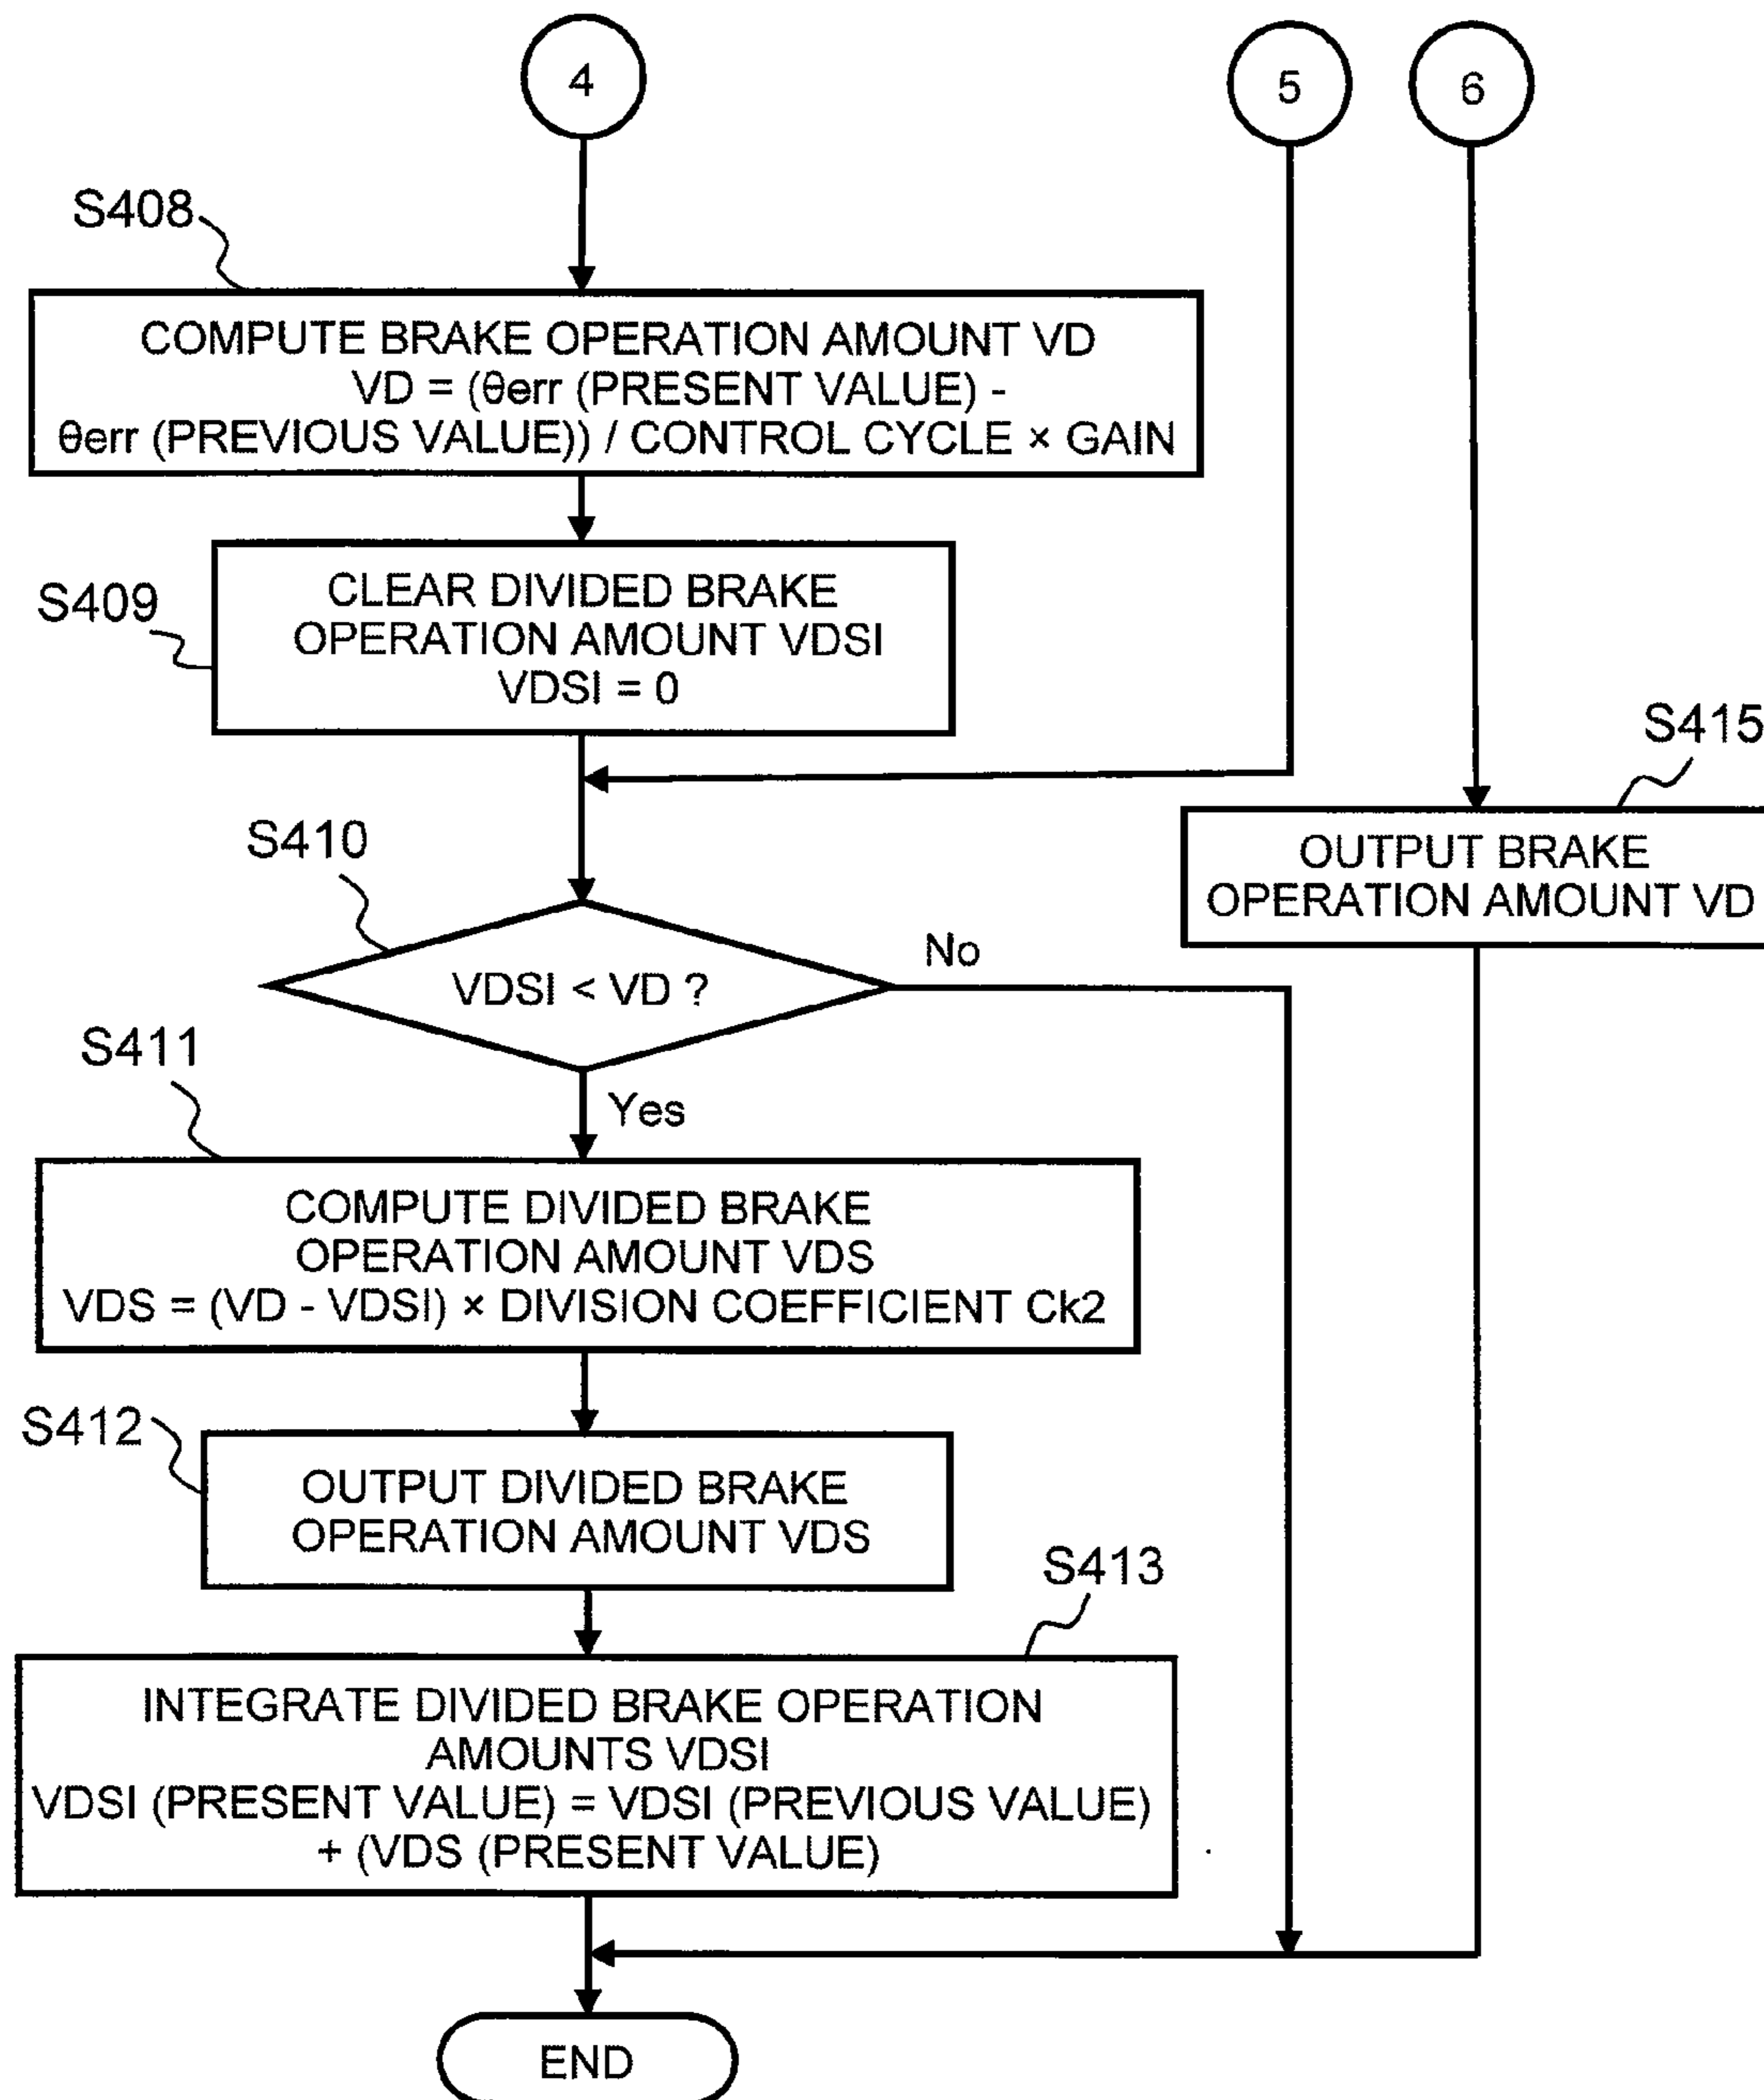 4
5
6
S408
COMPUTE BRAKE OPERATION AMOUNT VD
VD = (θerr (PRESENT VALUE) -
θerr (PREVIOUS VALUE)) / CONTROL CYCLE × GAIN
S409
CLEAR DIVIDED BRAKE
OPERATION AMOUNT VDSI
VDSI = 0
S415
OUTPUT BRAKE
OPERATION AMOUNT VD
S410
VDSI < VD ?
No
Yes
S411
COMPUTE DIVIDED BRAKE
OPERATION AMOUNT VDS
VDS = (VD - VDSI) × DIVISION COEFFICIENT Ck2
S412
OUTPUT DIVIDED BRAKE
OPERATION AMOUNT VDS
S413
INTEGRATE DIVIDED BRAKE OPERATION
AMOUNTS VDSI
VDSI (PRESENT VALUE) = VDSI (PREVIOUS VALUE)
+ (VDS (PRESENT VALUE)
END